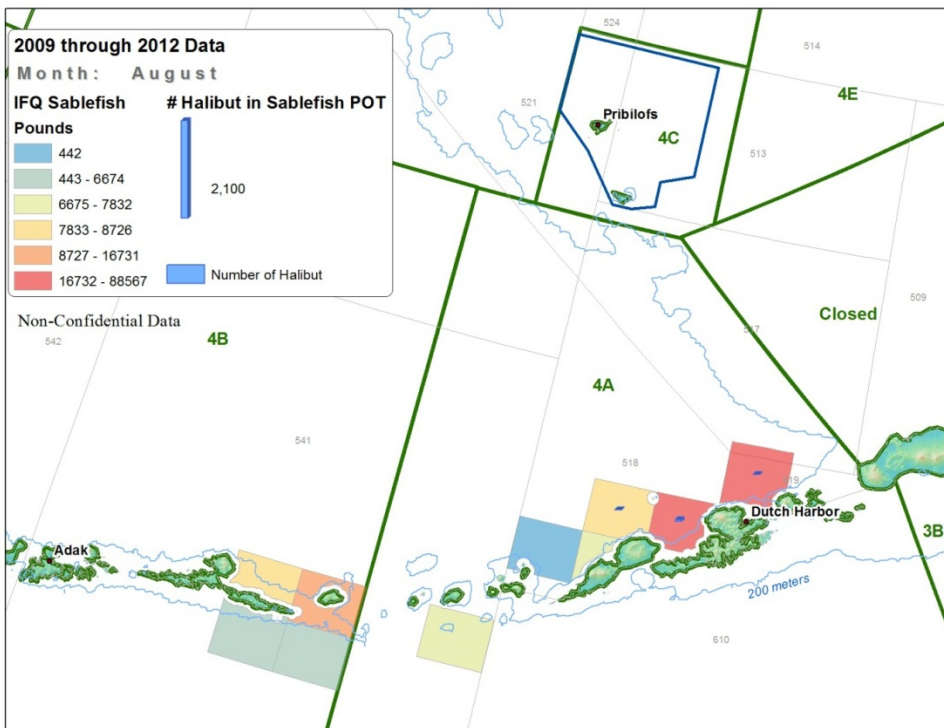 2009 through 2012 Data
Month: August
IFQ Sablefish
# Halibut in Sablefish POT
Pounds
442
443 - 6674
6675 - 7832
7833 - 8726
8727 - 16731
16732 - 88567
2,100
Number of Halibut
Non-Confidential Data
524
514
521
Pribilofs
4C
4E
513
509
Closed
517
542
4B
4A
541
518
19
Dutch Harbor
3B
Adak
200 meters
610